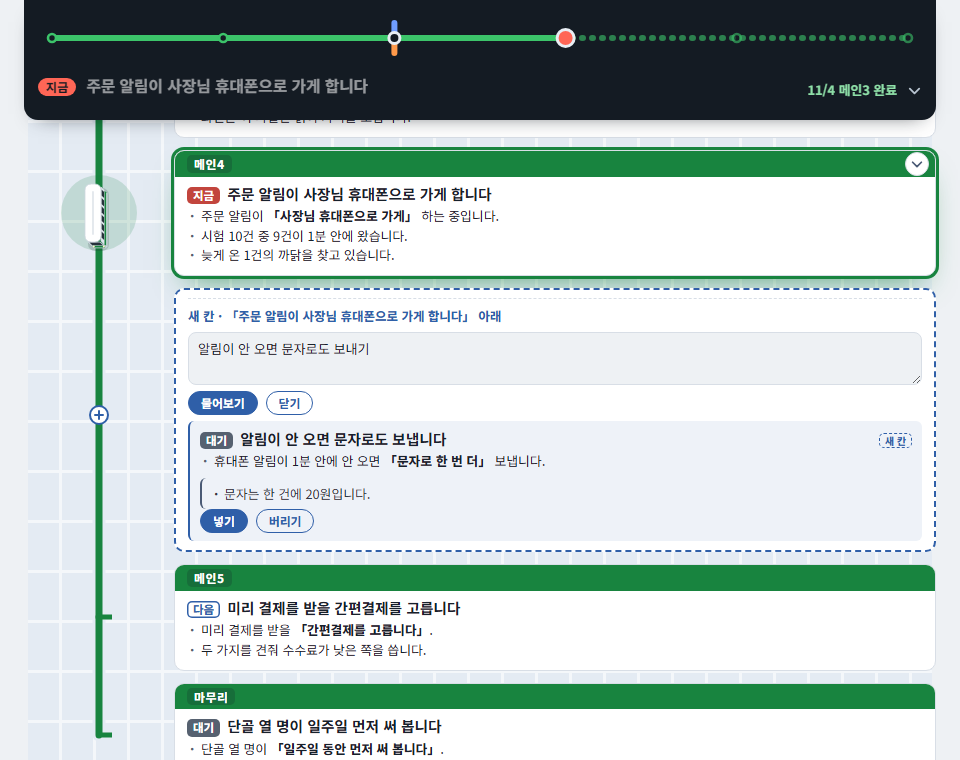 지금 주문 알림이 사장님 휴대폰으로 가게 합니다
11/4 메인3 완료
메인4
지금 주문 알림이 사장님 휴대폰으로 가게 합니다
· 주문 알림이 「사장님 휴대폰으로 가게」 하는 중입니다.
· 시험 10건 중 9건이 1분 안에 왔습니다.
· 늦게 온 1건의 까닭을 찾고 있습니다.
새 칸 · 「주문 알림이 사장님 휴대폰으로 가게 합니다」 아래
알림이 안 오면 문자로도 보내기
물어보기 닫기
대기 알림이 안 오면 문자로도 보냅니다 새 칸
· 휴대폰 알림이 1분 안에 안 오면 「문자로 한 번 더」 보냅니다.
· 문자는 한 건에 20원입니다.
넣기 버리기
메인5
다음 미리 결제를 받을 간편결제를 고릅니다
· 미리 결제를 받을 「간편결제를 고릅니다」.
· 두 가지를 견줘 수수료가 낮은 쪽을 씁니다.
마무리
대기 단골 열 명이 일주일 먼저 써 봅니다
· 단골 열 명이 「일주일 동안 먼저 써 봅니다」.